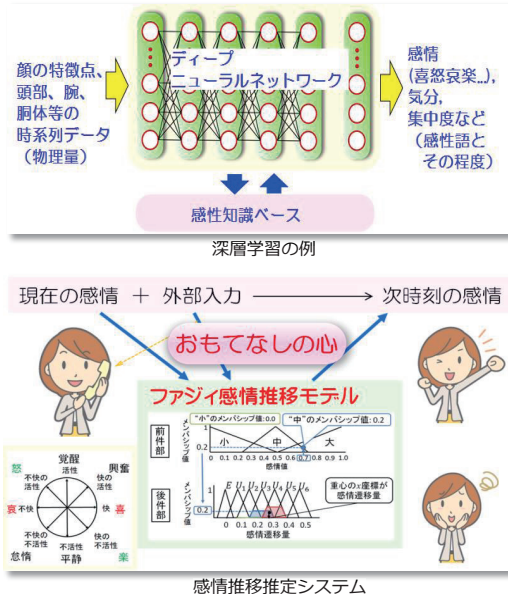 ディープ
ニューラルネットワーク
顔の特徴点、
頭部、腕、
胴体等の
時系列データ
(物理量)
感情
(喜怒哀楽…),
気分,
集中度など
(感性語と
その程度)
感性知識ベース
深層学習の例
現在の感情 + 外部入力 → 次時刻の感情
おもてなしの心
ファジィ感情推移モデル
“小”のメンバシップ値:0.0
“中”のメンバシップ値:0.2
前件部
メンバシップ値
1
0.2
小 中 大
0 0.1 0.2 0.3 0.4 0.5 0.6 0.7 0.8 0.9 1.0
感情値
後件部
メンバシップ値
1
0.2
E U₁ U₂ U₃ U₄ U₅ U₆
重心のx座標が
感情遷移量
0 0.1 0.2 0.3 0.4 0.5
感情遷移量
覚醒
怒 活性 興奮
不快の
活性
快の
活性
哀 不快 快 喜
不快の
不活性
快の
不活性
不活性
怠惰 平静 楽
感情推移推定システム